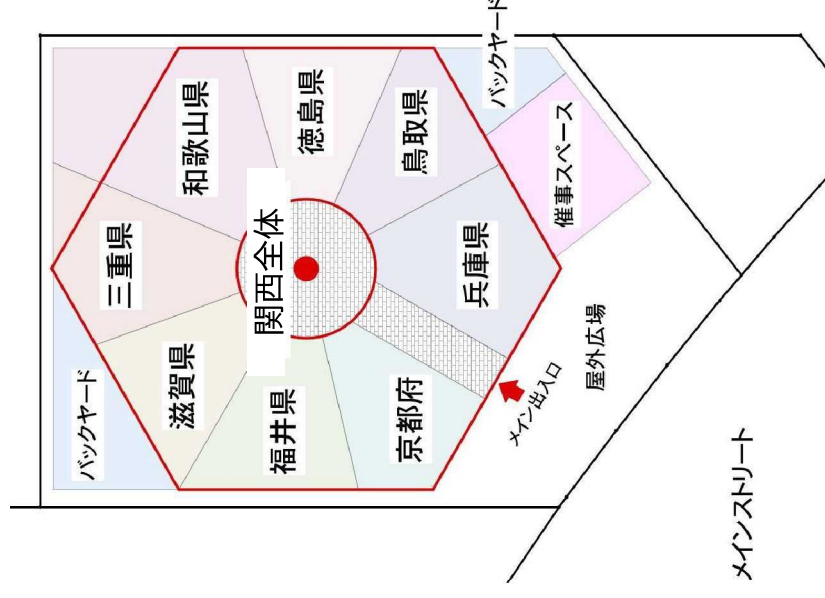 バックヤード
和歌山県
徳島県
鳥取県
催事スペース
三重県
関西全体
兵庫県
バックヤード
滋賀県
福井県
京都府
メイン出入口
屋外広場
メインストリート